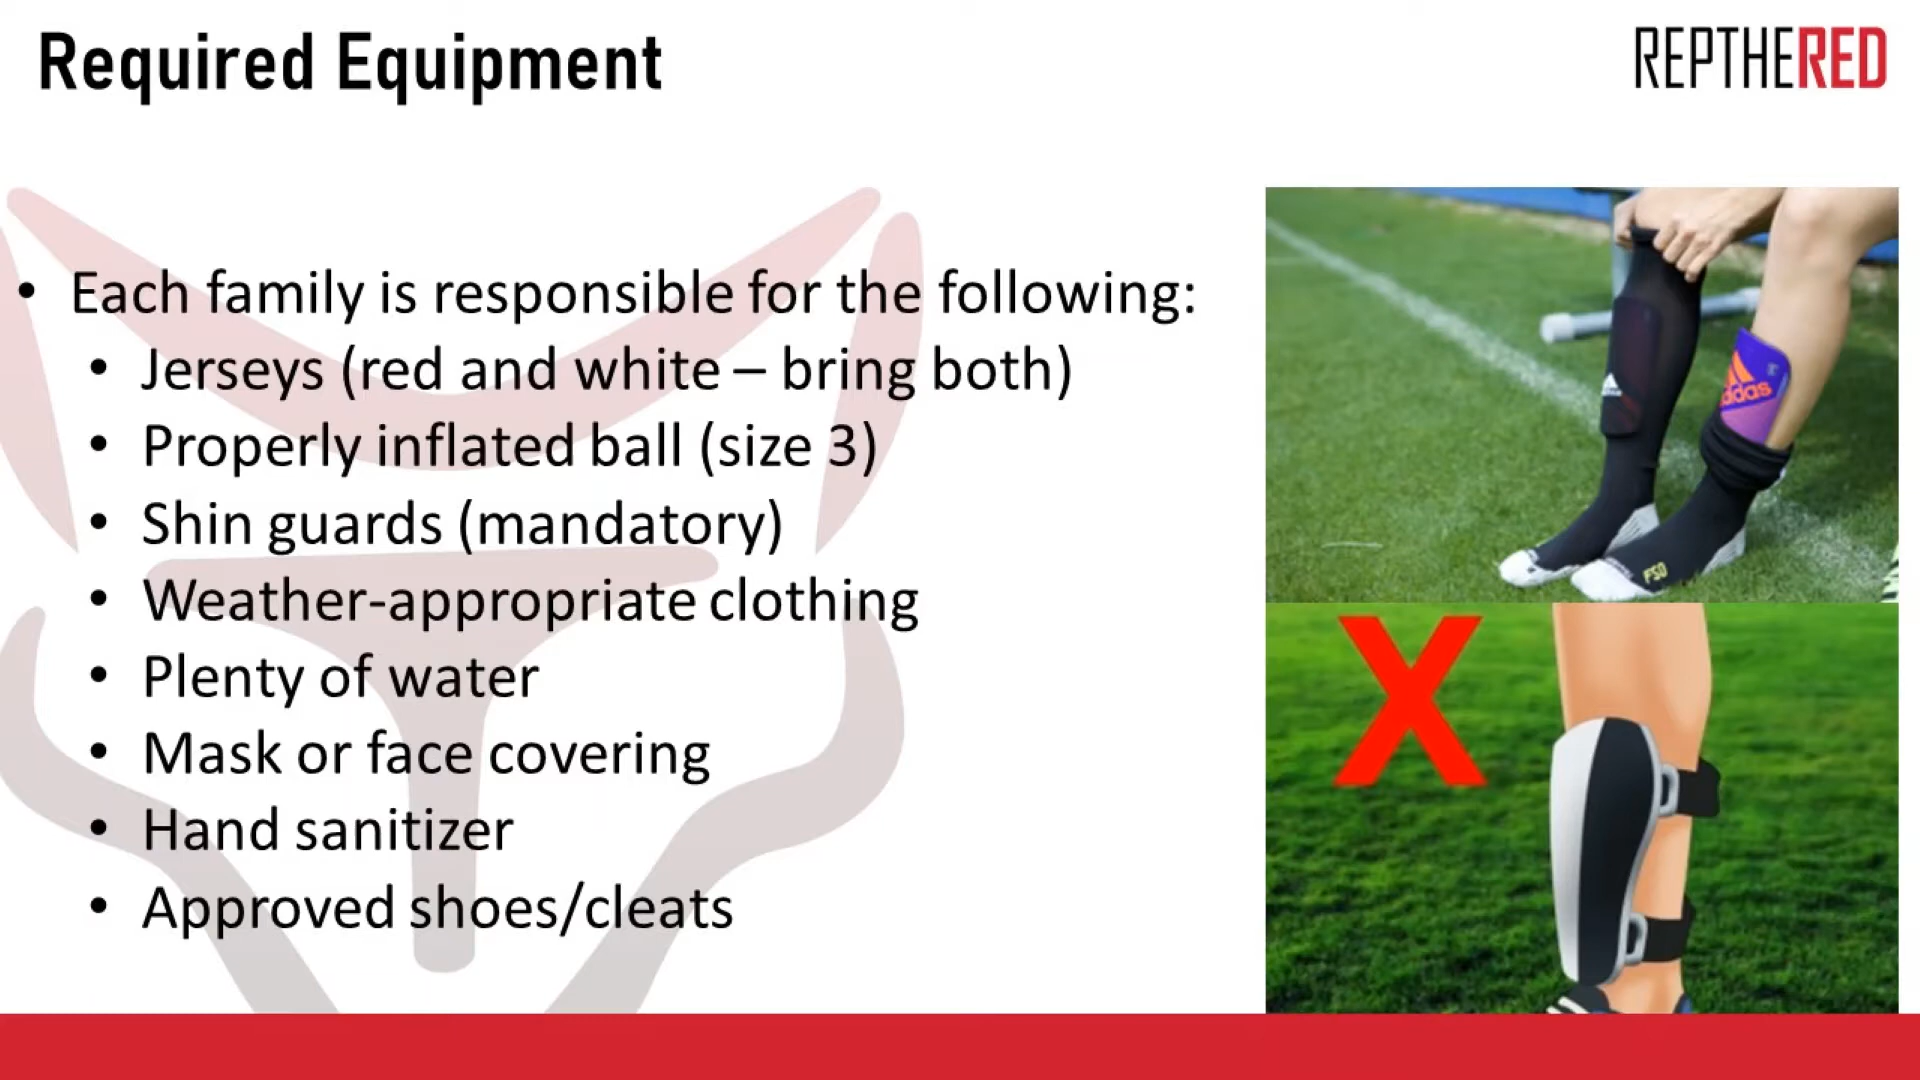 Required Equipment
REPTHERED
• Each family is responsible for the following:
• Jerseys (red and white – bring both)
• Properly inflated ball (size 3)
• Shin guards (mandatory)
• Weather-appropriate clothing
• Plenty of water
• Mask or face covering
• Hand sanitizer
• Approved shoes/cleats
adidas
FSO
X